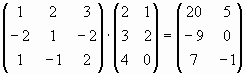 ( 1 2 3 ) ( 2 1 ) ( 20 5 )
( -2 1 -2 ) · ( 3 2 ) = ( -9 0 )
( 1 -1 2 ) ( 4 0 ) ( 7 -1 )